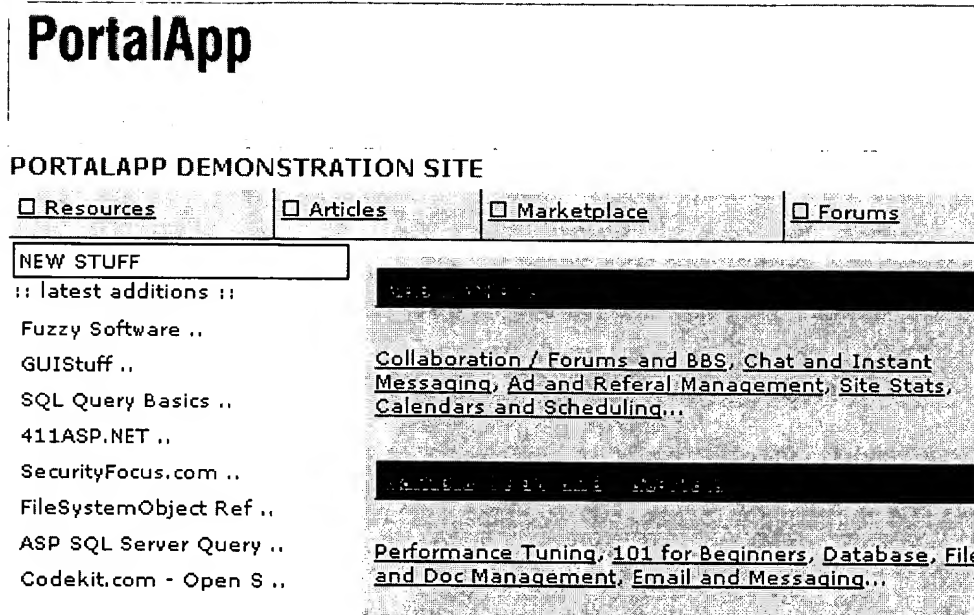 PortalApp
PORTALAPP DEMONSTRATION SITE
Resources Articles Marketplace Forums
NEW STUFF
:: latest additions ::
Fuzzy Software ..
GUIStuff ..
SQL Query Basics ..
411ASP.NET ..
SecurityFocus.com ..
FileSystemObject Ref ..
ASP SQL Server Query ..
Codekit.com - Open S ..
Collaboration / Forums and BBS, Chat and Instant
Messaging, Ad and Referal Management, Site Stats,
Calendars and Scheduling...
Performance Tuning, 101 for Beginners, Database, File
and Doc Management, Email and Messaging...